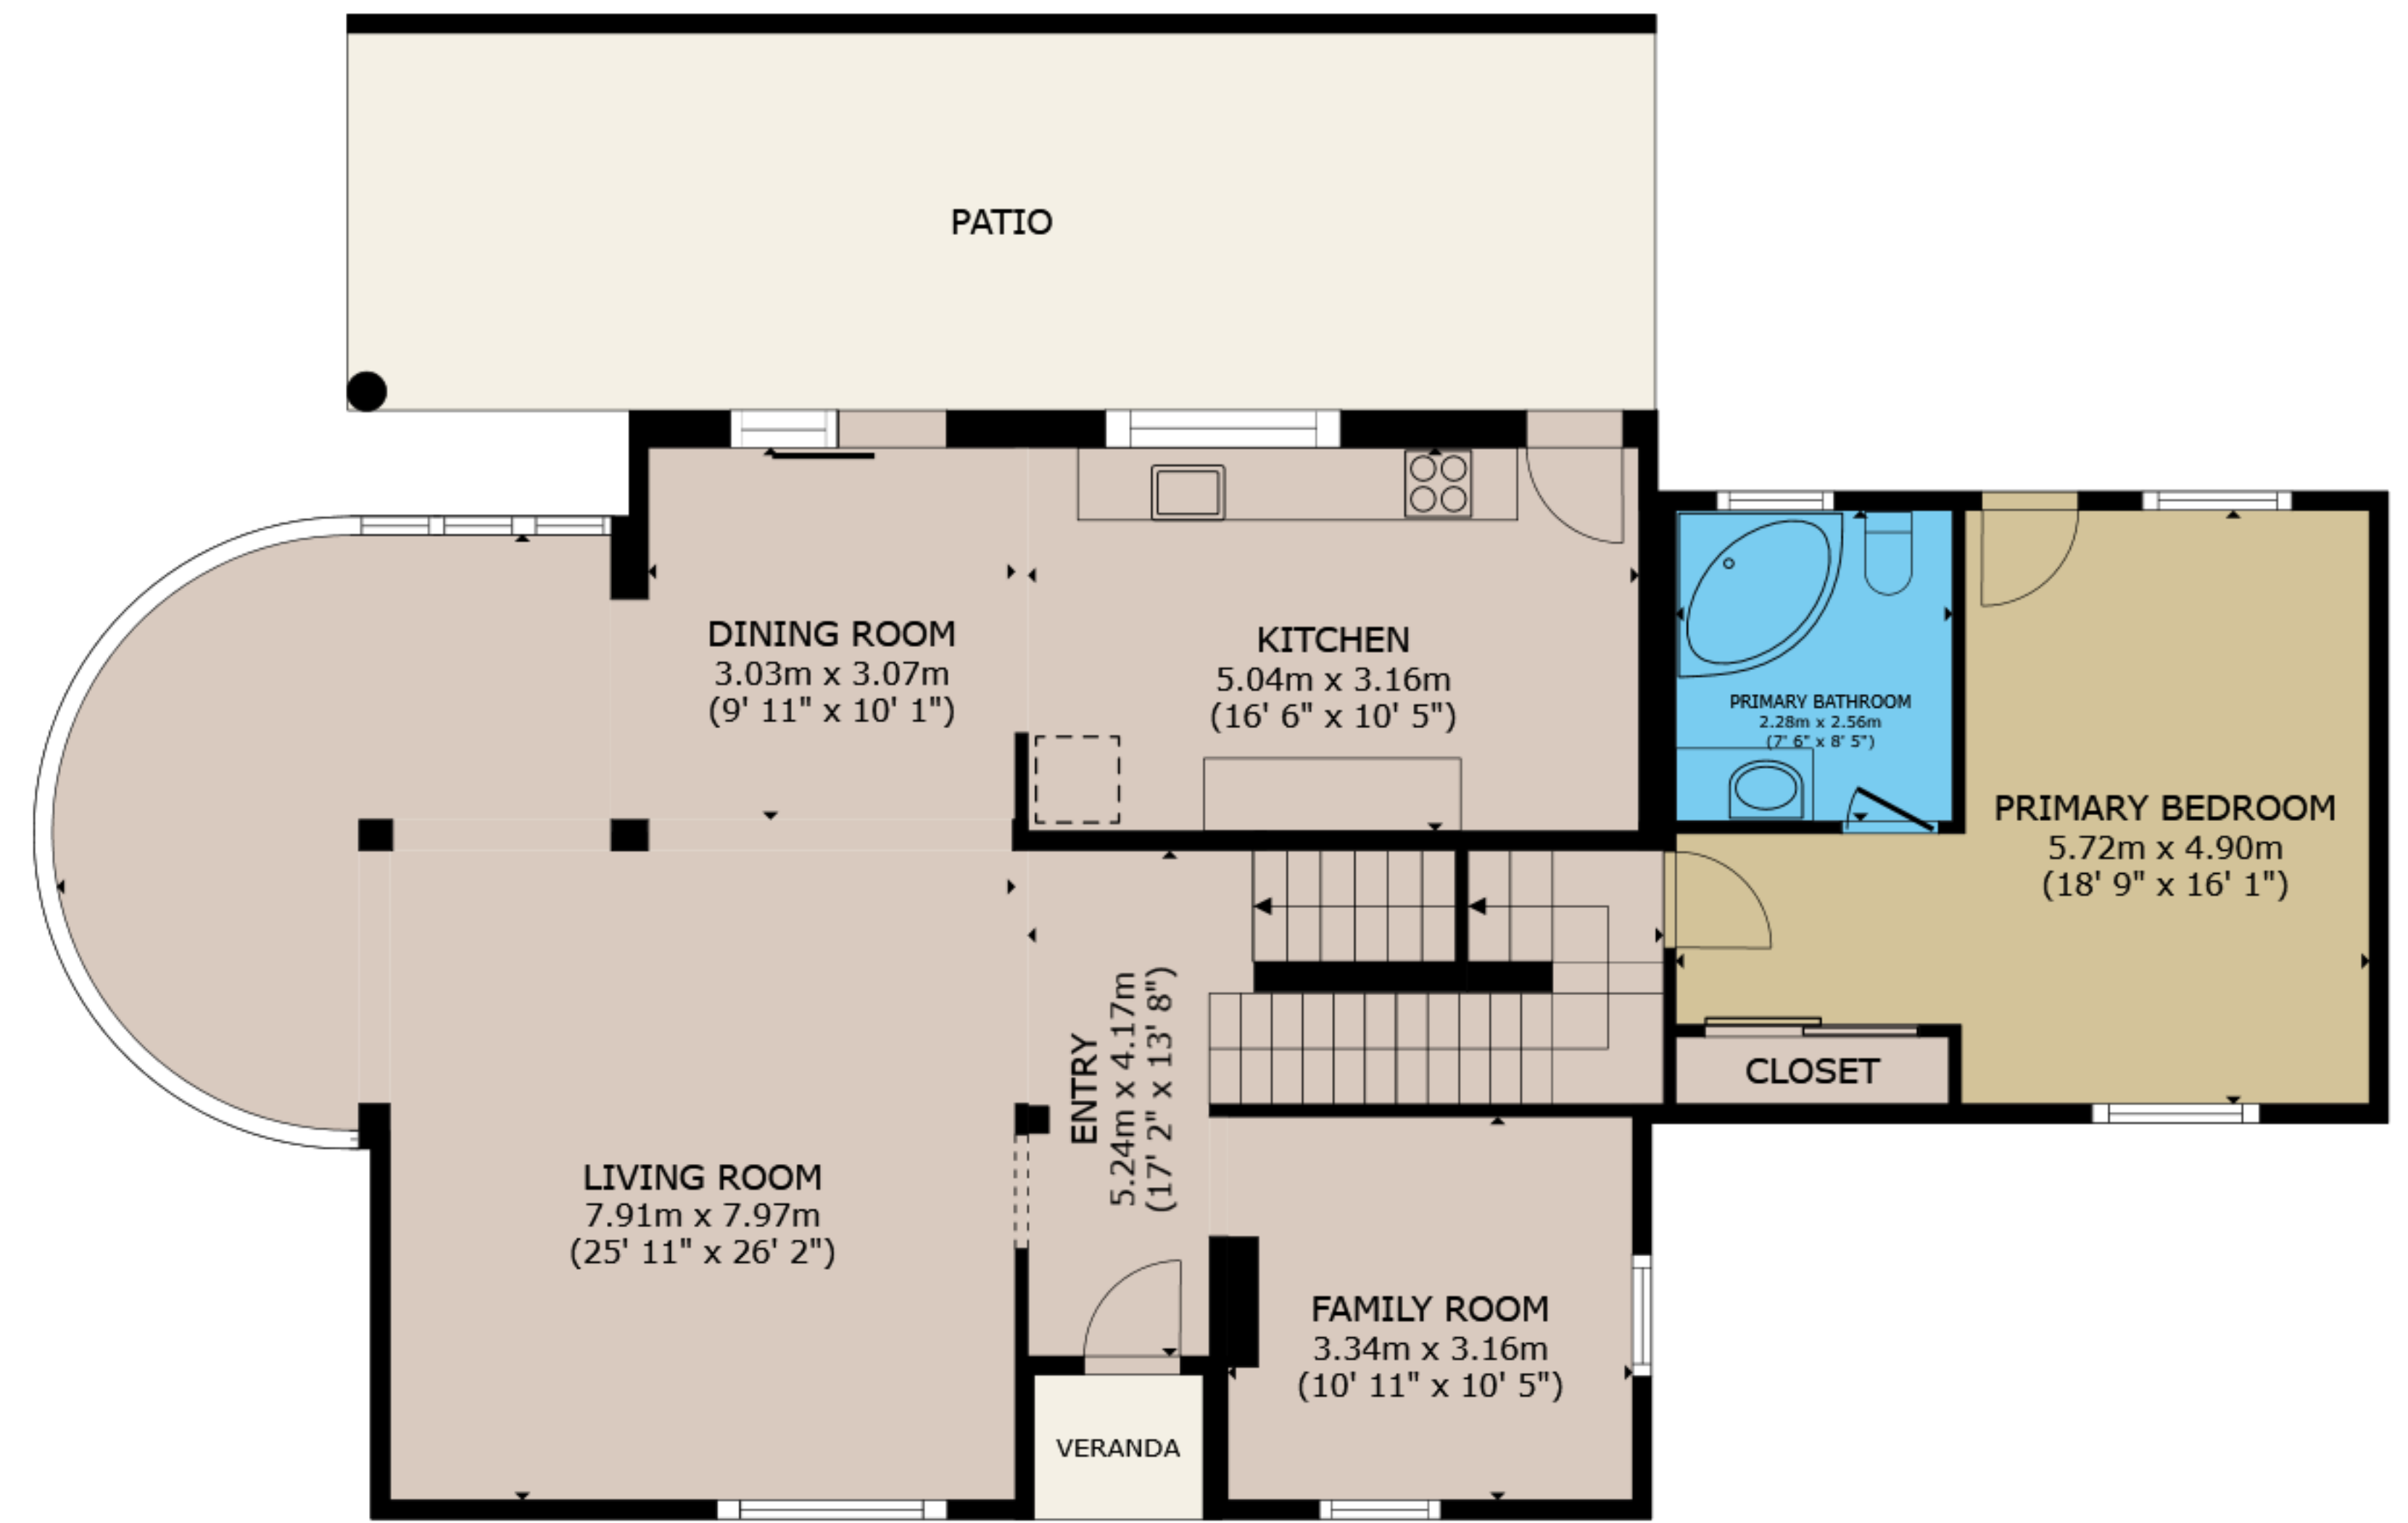 PATIO
DINING ROOM
3.03m x 3.07m
(9' 11" x 10' 1")
KITCHEN
5.04m x 3.16m
(16' 6" x 10' 5")
PRIMARY BATHROOM
2.28m x 2.56m
(7' 6" x 8' 5")
PRIMARY BEDROOM
5.72m x 4.90m
(18' 9" x 16' 1")
ENTRY
5.24m x 4.17m
(17' 2" x 13' 8")
CLOSET
LIVING ROOM
7.91m x 7.97m
(25' 11" x 26' 2")
FAMILY ROOM
3.34m x 3.16m
(10' 11" x 10' 5")
VERANDA